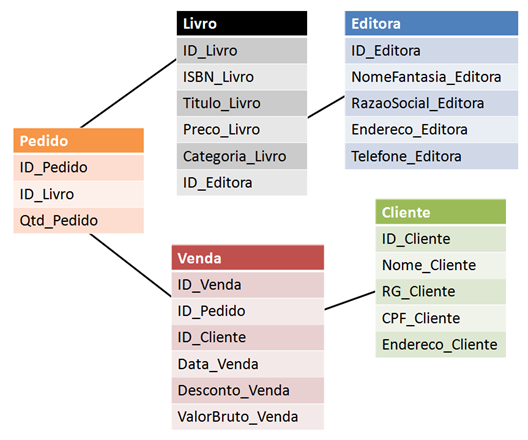 Livro
ID_Livro
ISBN_Livro
Titulo_Livro
Preco_Livro
Categoria_Livro
ID_Editora
Editora
ID_Editora
NomeFantasia_Editora
RazaoSocial_Editora
Endereco_Editora
Telefone_Editora
Pedido
ID_Pedido
ID_Livro
Qtd_Pedido
Venda
ID_Venda
ID_Pedido
ID_Cliente
Data_Venda
Desconto_Venda
ValorBruto_Venda
Cliente
ID_Cliente
Nome_Cliente
RG_Cliente
CPF_Cliente
Endereco_Cliente